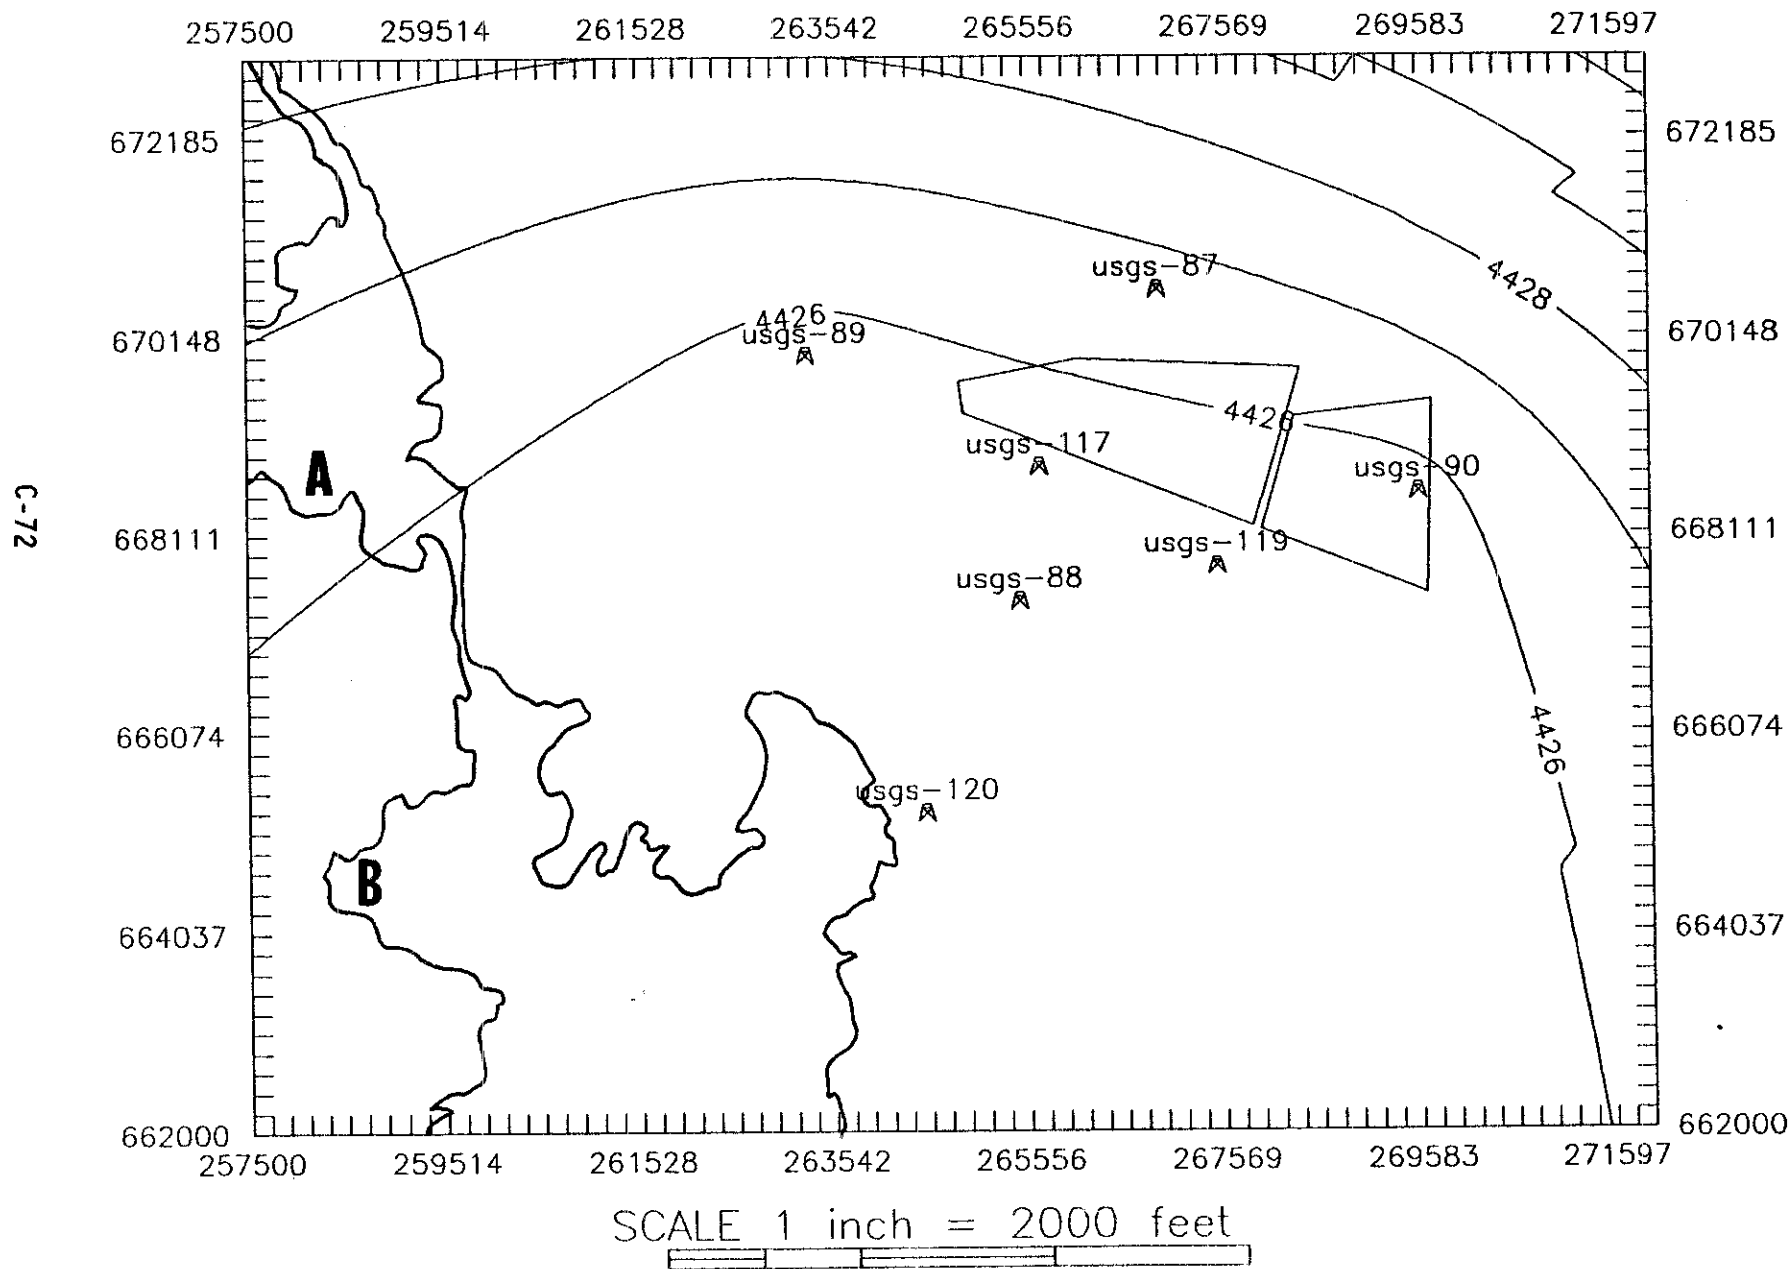 257500 259514 261528 263542 265556 267569 269583 271597
672185 672185
usgs-87
4428
4426
670148 670148
usgs-89
4426
usgs-117
usgs-90
A
C-72
668111 668111
usgs-119
usgs-88
666074 666074
4426
usgs-120
B
664037 664037
662000 662000
257500 259514 261528 263542 265556 267569 269583 271597
SCALE 1 inch = 2000 feet